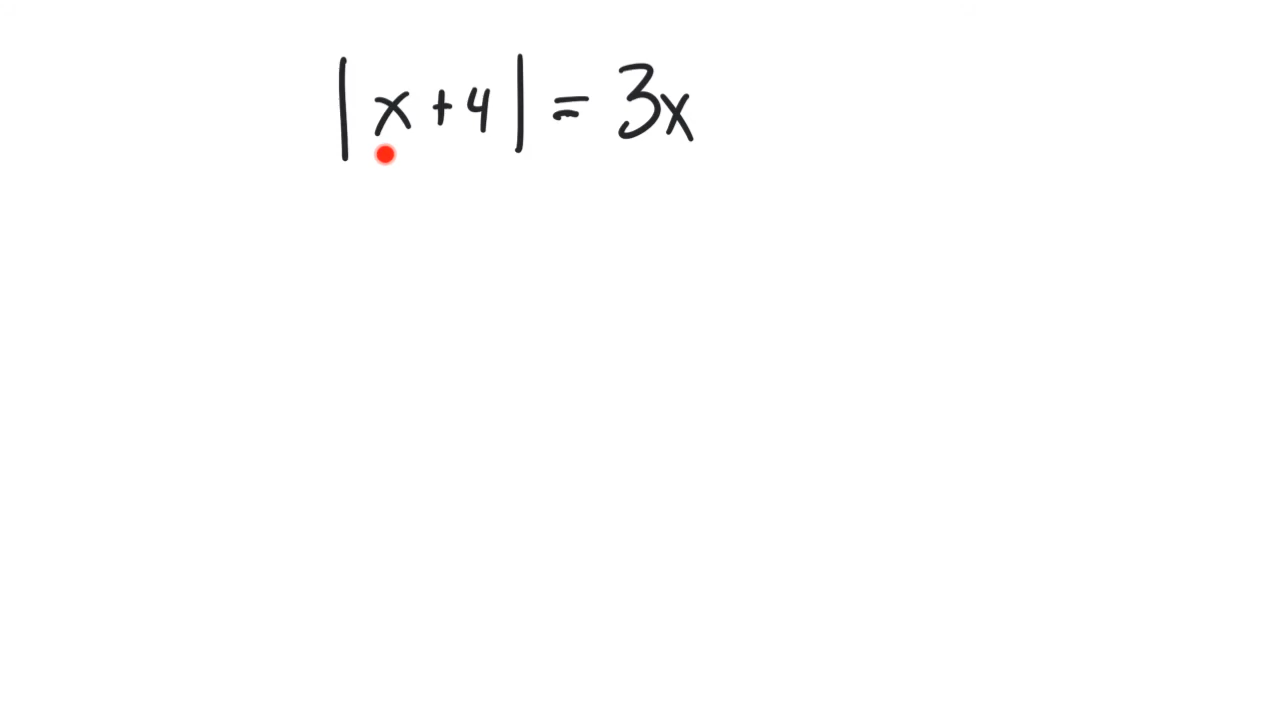 |x+4| = 3x